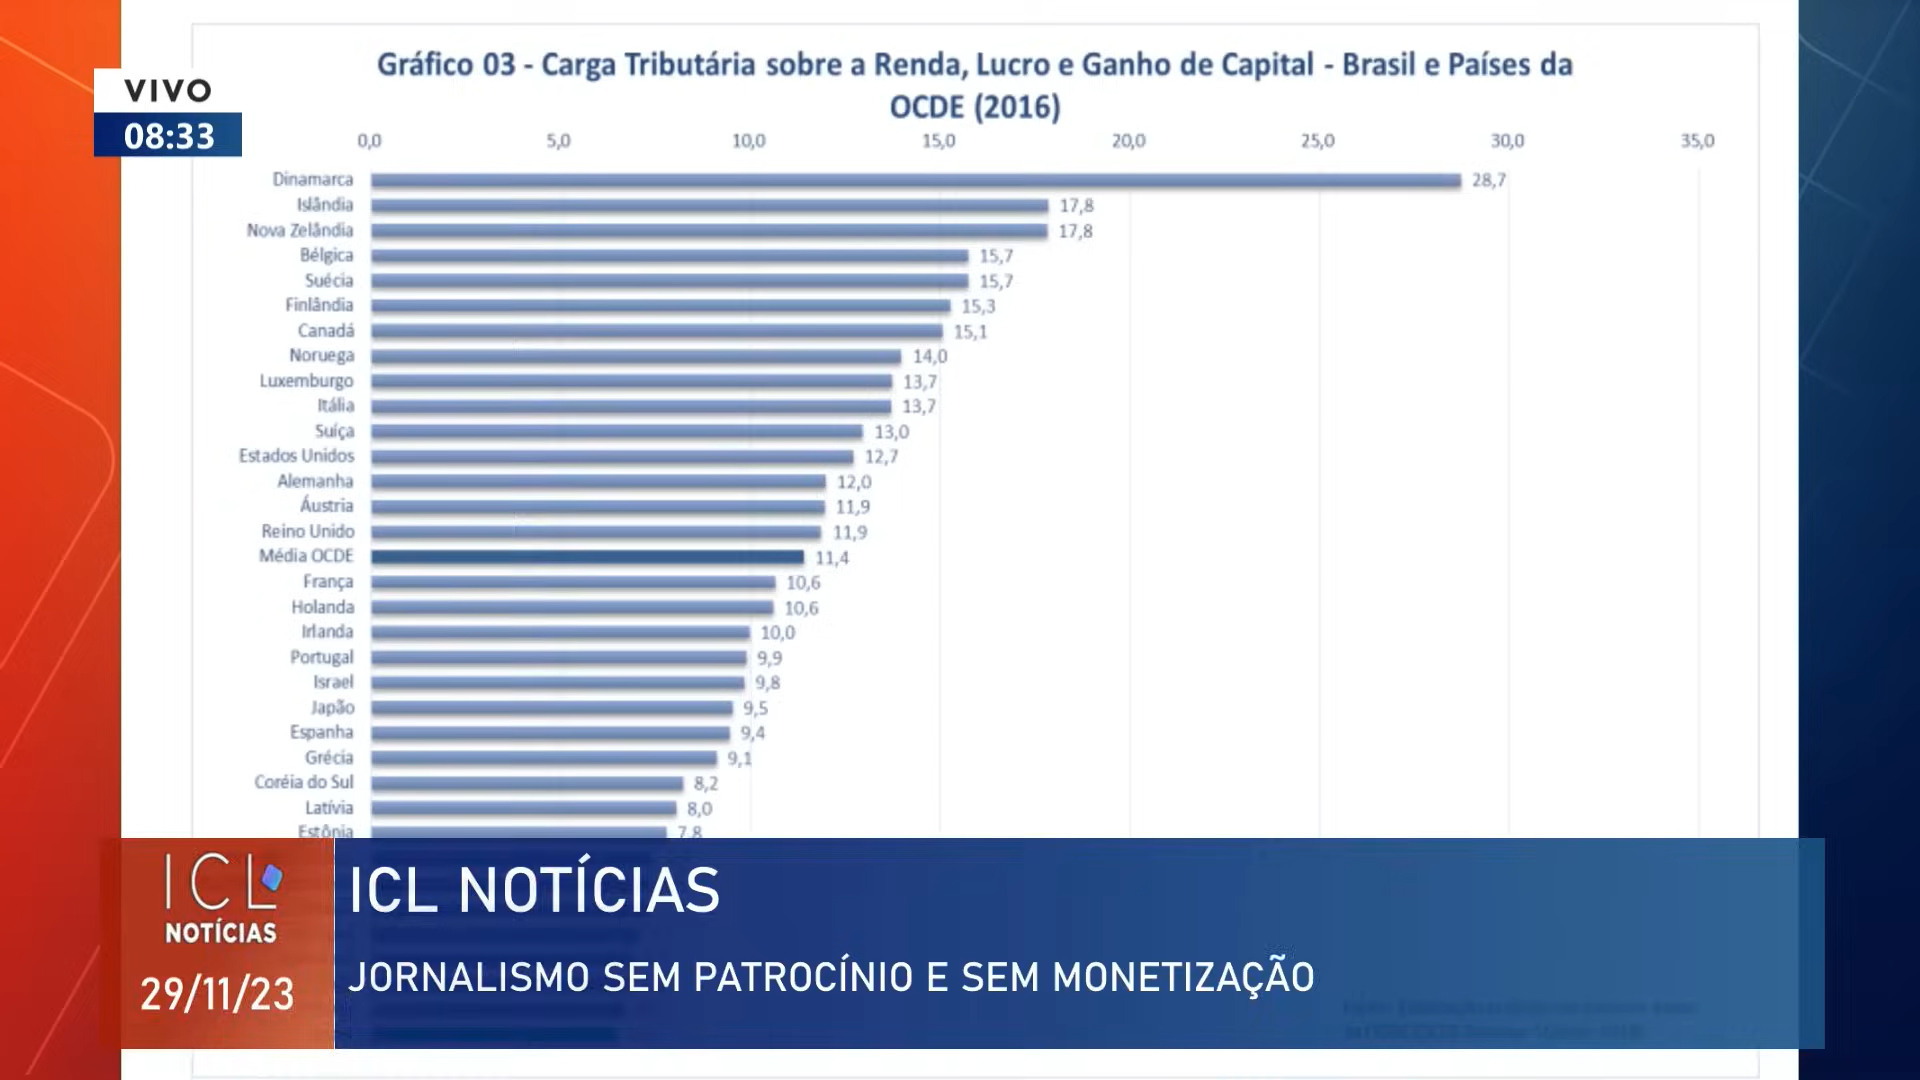 Gráfico 03 - Carga Tributária sobre a Renda, Lucro e Ganho de Capital - Brasil e Países da
OCDE (2016)
VIVO
08:33
0,0 5,0 10,0 15,0 20,0 25,0 30,0 35,0
Dinamarca 28,7
Islândia 17,8
Nova Zelândia 17,8
Bélgica 15,7
Suécia 15,7
Finlândia 15,3
Canadá 15,1
Noruega 14,0
Luxemburgo 13,7
Itália 13,7
Suíça 13,0
Estados Unidos 12,7
Alemanha 12,0
Áustria 11,9
Reino Unido 11,9
Média OCDE 11,4
França 10,6
Holanda 10,6
Irlanda 10,0
Portugal 9,9
Israel 9,8
Japão 9,5
Espanha 9,4
Grécia 9,1
Coréia do Sul 8,2
Latívia 8,0
Estônia 7,8
ICL
NOTÍCIAS
29/11/23
ICL NOTÍCIAS
JORNALISMO SEM PATROCÍNIO E SEM MONETIZAÇÃO